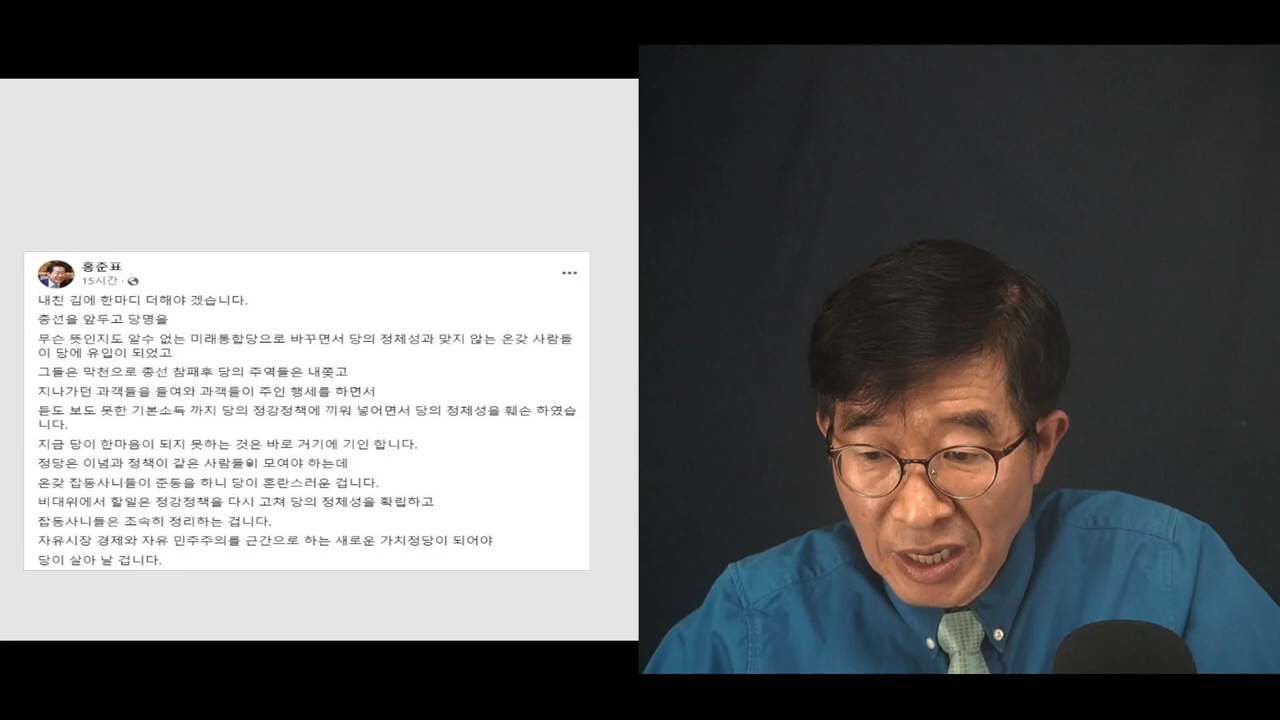 홍준표
15시간 ·
내친 김에 한마디 더해야 겠습니다.
총선을 앞두고 당명을
무슨 뜻인지도 알수 없는 미래통합당으로 바꾸면서 당의 정체성과 맞지 않는 온갖 사람들
이 당에 유입이 되었고
그들은 막천으로 총선 참패후 당의 주역들은 내쫒고
지나가던 과객들을 들여와 과객들이 주인 행세를 하면서
듣도 보도 못한 기본소득 까지 당의 정강정책에 끼워 넣어면서 당의 정체성을 훼손 하였습
니다.
지금 당이 한마음이 되지 못하는 것은 바로 거기에 기인 합니다.
정당은 이념과 정책이 같은 사람들이 모여야 하는데
온갖 잡동사니들이 준동을 하니 당이 혼란스러운 겁니다.
비대위에서 할일은 정강정책을 다시 고쳐 당의 정체성을 확립하고
잡동사니들은 조속히 정리하는 겁니다.
자유시장 경제와 자유 민주주의를 근간으로 하는 새로운 가치정당이 되어야
당이 살아 날 겁니다.